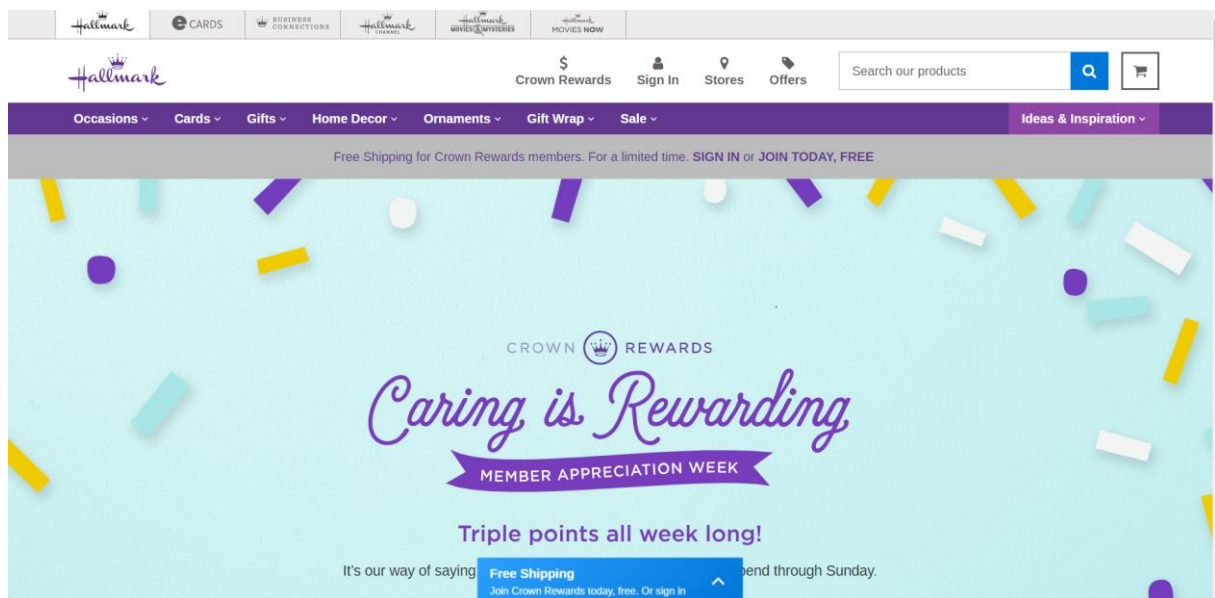 Hallmark
e CARDS
BUSINESS
CONNECTIONS
Hallmark
CHANNEL
Hallmark
MOVIES & MYSTERIES
Hallmark
MOVIES NOW
Hallmark
$
Crown Rewards
Sign In
Stores
Offers
Search our products
Occasions
Cards
Gifts
Home Decor
Ornaments
Gift Wrap
Sale
Ideas & Inspiration
Free Shipping for Crown Rewards members. For a limited time. SIGN IN or JOIN TODAY, FREE
CROWN REWARDS
Caring is Rewarding
MEMBER APPRECIATION WEEK
Triple points all week long!
It's our way of saying
Free Shipping
Join Crown Rewards today, free. Or sign in
through Sunday.